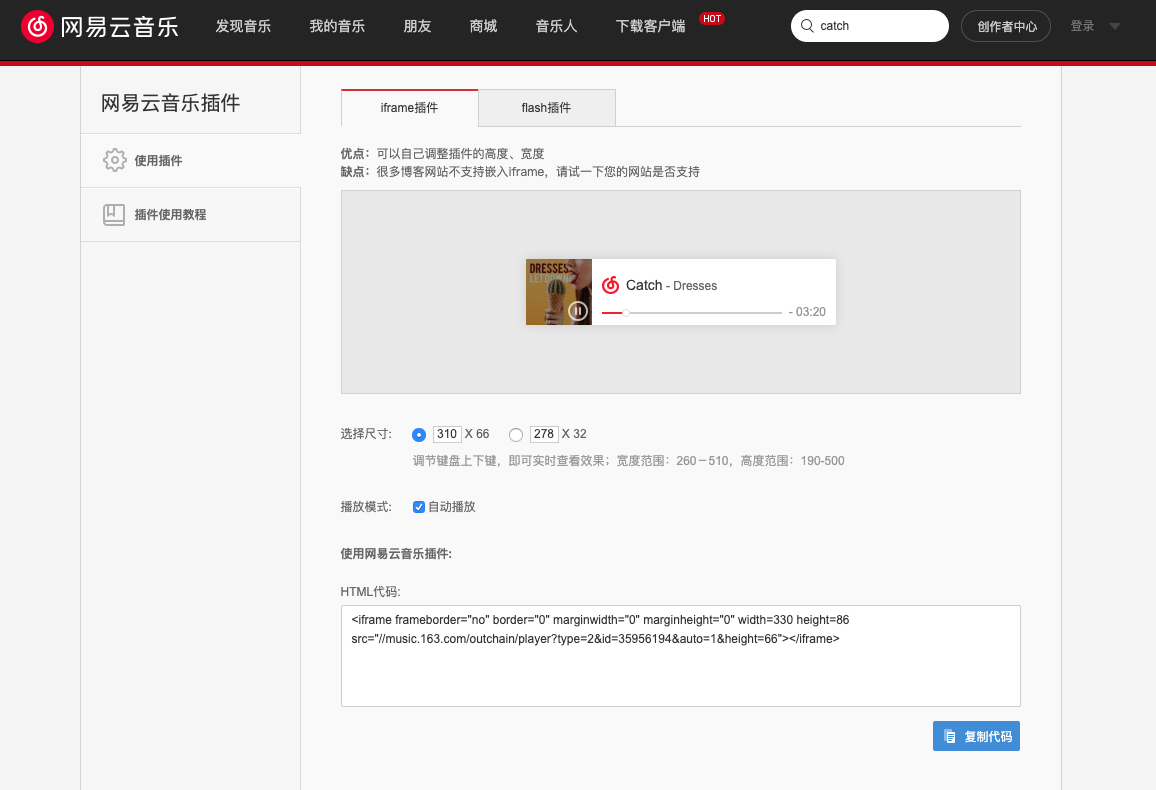 网易云音乐
发现音乐
我的音乐
朋友
商城
音乐人
下载客户端
HOT
catch
创作者中心
登录
网易云音乐插件
使用插件
插件使用教程
iframe插件
flash插件
优点：可以自己调整插件的高度、宽度
缺点：很多博客网站不支持嵌入iframe，请试一下您的网站是否支持
DRESSES
Catch - Dresses
- 03:20
选择尺寸:
310 X 66
278 X 32
调节键盘上下键，即可实时查看效果；宽度范围：260－510，高度范围：190-500
播放模式:
自动播放
使用网易云音乐插件:
HTML代码:
<iframe frameborder="no" border="0" marginwidth="0" marginheight="0" width=330 height=86
src="//music.163.com/outchain/player?type=2&id=35956194&auto=1&height=66"></iframe>
复制代码